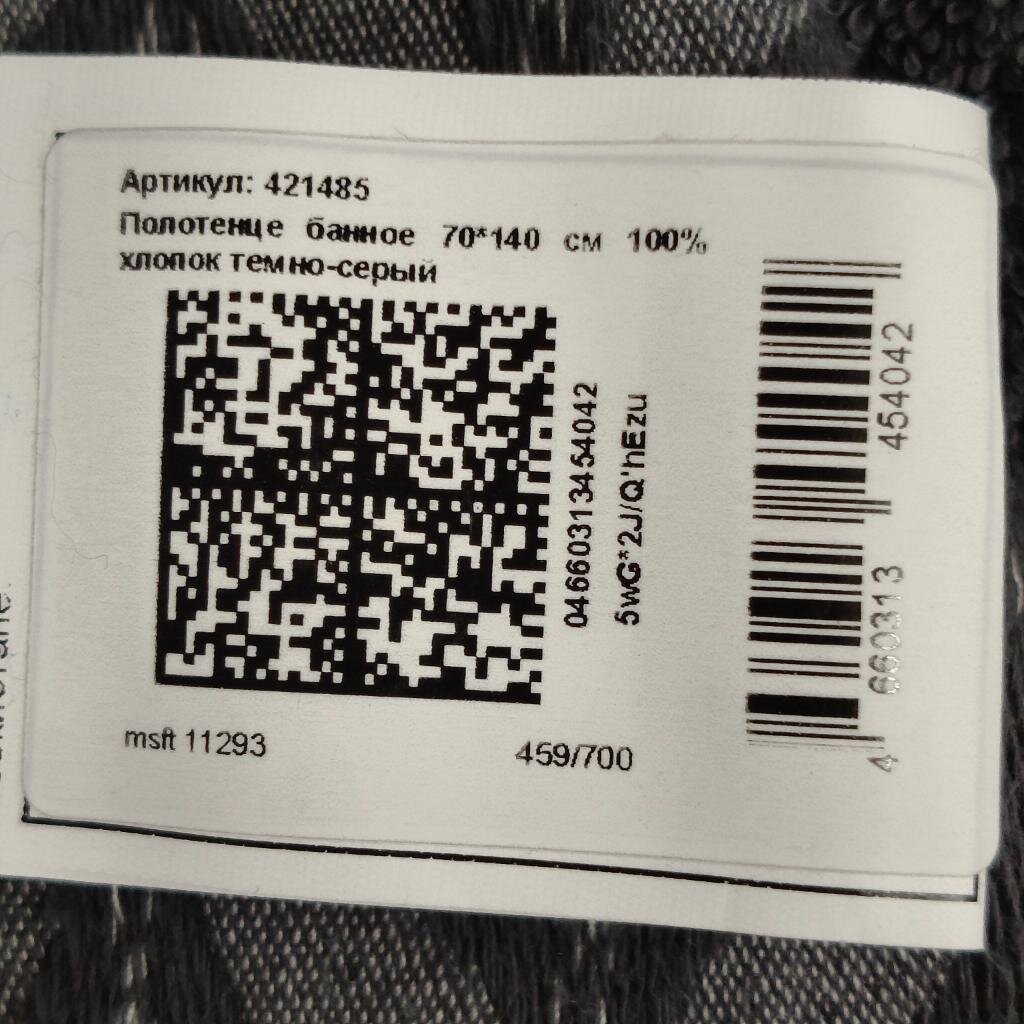 Артикул: 421485
Полотенце банное 70*140 см 100%
хлопок темно-серый
04660313454042
5wG*2J/Q'hEzu
4 660313 454042
msft 11293
459/700